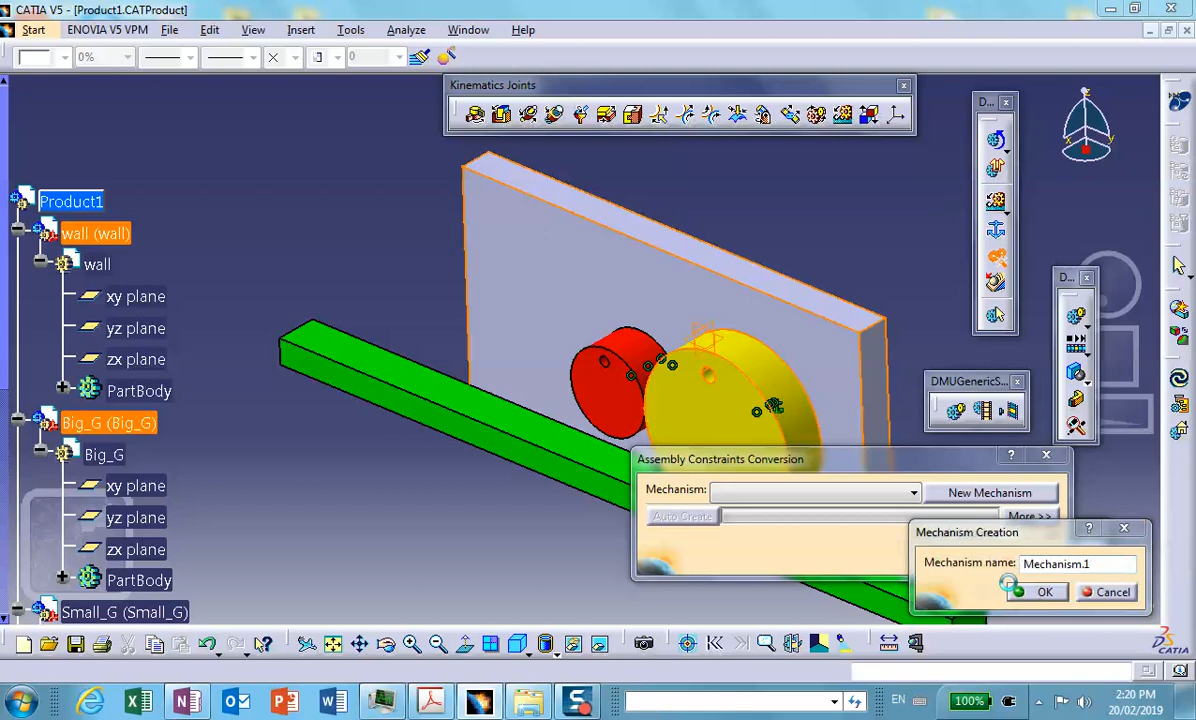 CATIA V5 - [Product1.CATProduct]
Start ENOVIA V5 VPM File Edit View Insert Tools Analyze Window Help
0% 0
Kinematics Joints
D...
Product1
wall (wall)
wall
xy plane
yz plane
zx plane
PartBody
Big_G (Big_G)
Big_G
xy plane
yz plane
zx plane
PartBody
Small_G (Small_G)
D...
DMUGenericS...
Assembly Constraints Conversion
Mechanism: New Mechanism
Auto Create More >>
Mechanism Creation
Mechanism name: Mechanism.1
OK Cancel
CATIA
EN 100% 2:20 PM
20/02/2019